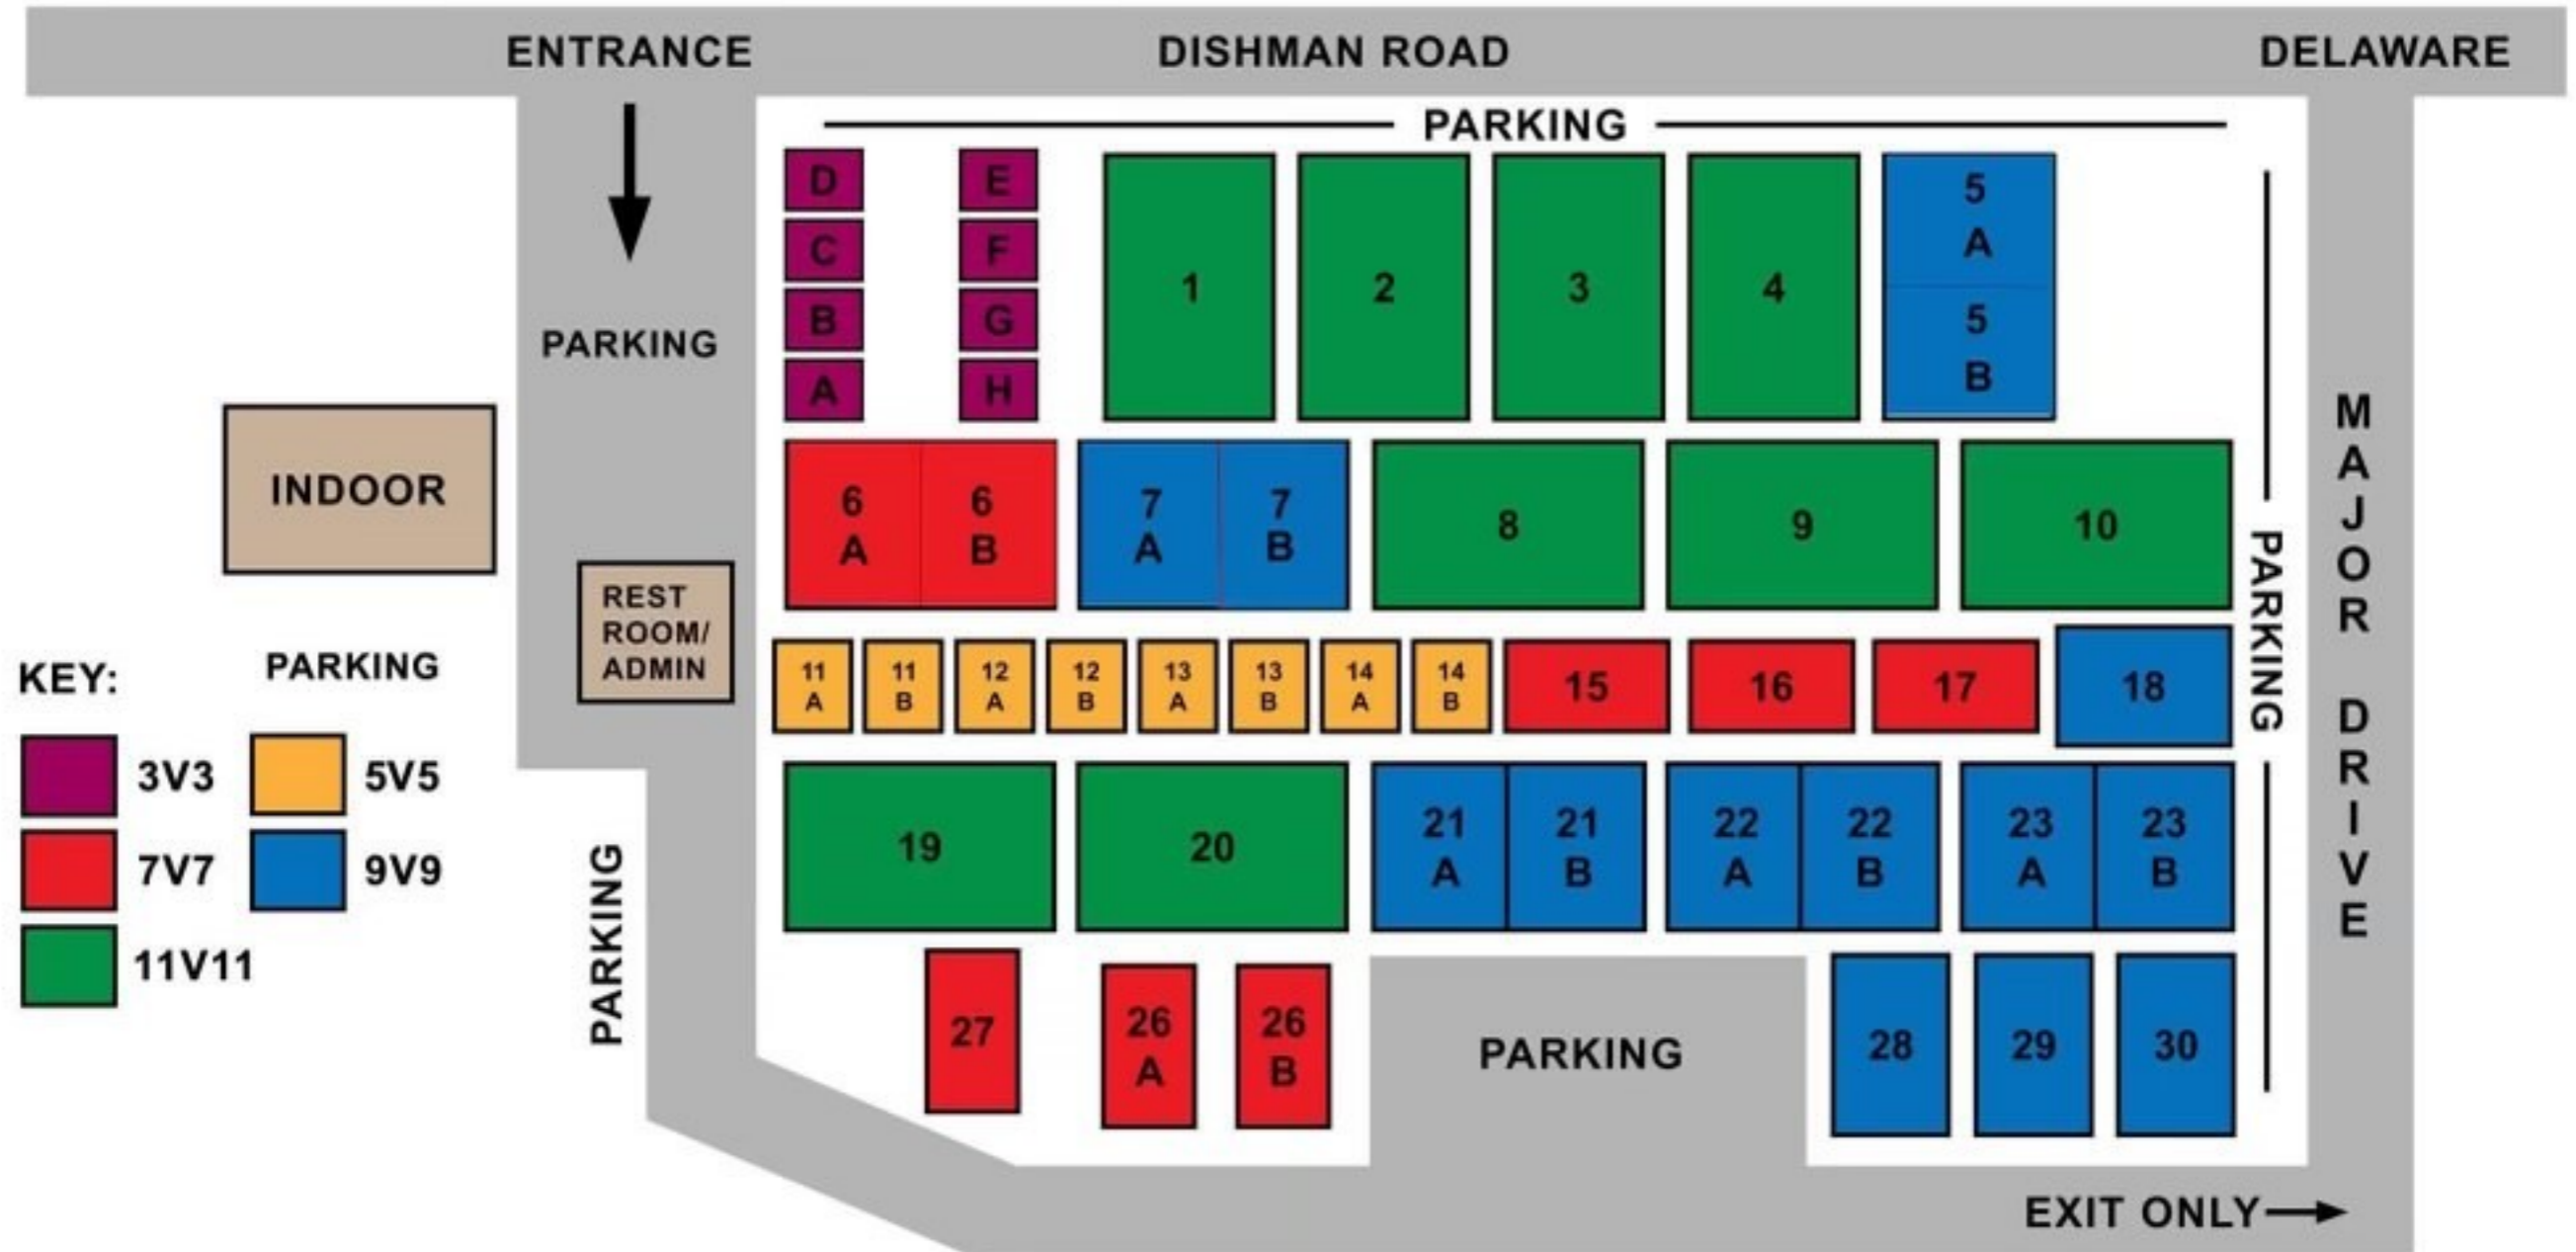 ENTRANCE
DISHMAN ROAD
DELAWARE
PARKING
D
E
C
F
B
G
A
H
1
2
3
4
5
A
5
B
PARKING
INDOOR
REST
ROOM/
ADMIN
6
A
6
B
7
A
7
B
8
9
10
PARKING
MAJOR DRIVE
11
A
11
B
12
A
12
B
13
A
13
B
14
A
14
B
15
16
17
18
KEY:
PARKING
3V3
5V5
7V7
9V9
11V11
PARKING
19
20
21
A
21
B
22
A
22
B
23
A
23
B
27
26
A
26
B
PARKING
28
29
30
EXIT ONLY